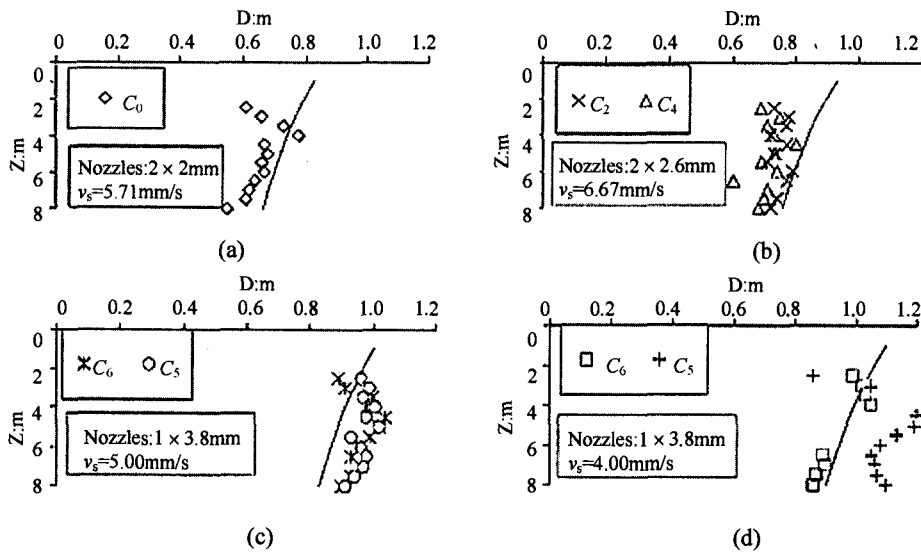 D:m
0 0.2 0.4 0.6 0.8 1.0 1.2
Z:m
0
2
4
6
8
C0
Nozzles:2 × 2mm
vs=5.71mm/s
(a)
D:m
0 0.2 0.4 0.6 0.8 1.0 1.2
Z:m
0
2
4
6
8
C2 C4
Nozzles:2 × 2.6mm
vs=6.67mm/s
(b)
D:m
0 0.2 0.4 0.6 0.8 1.0 1.2
Z:m
0
2
4
6
8
C6 C5
Nozzles:1 × 3.8mm
vs=5.00mm/s
(c)
D:m
0 0.2 0.4 0.6 0.8 1.0 1.2
Z:m
0
2
4
6
8
C6 C5
Nozzles:1 × 3.8mm
vs=4.00mm/s
(d)